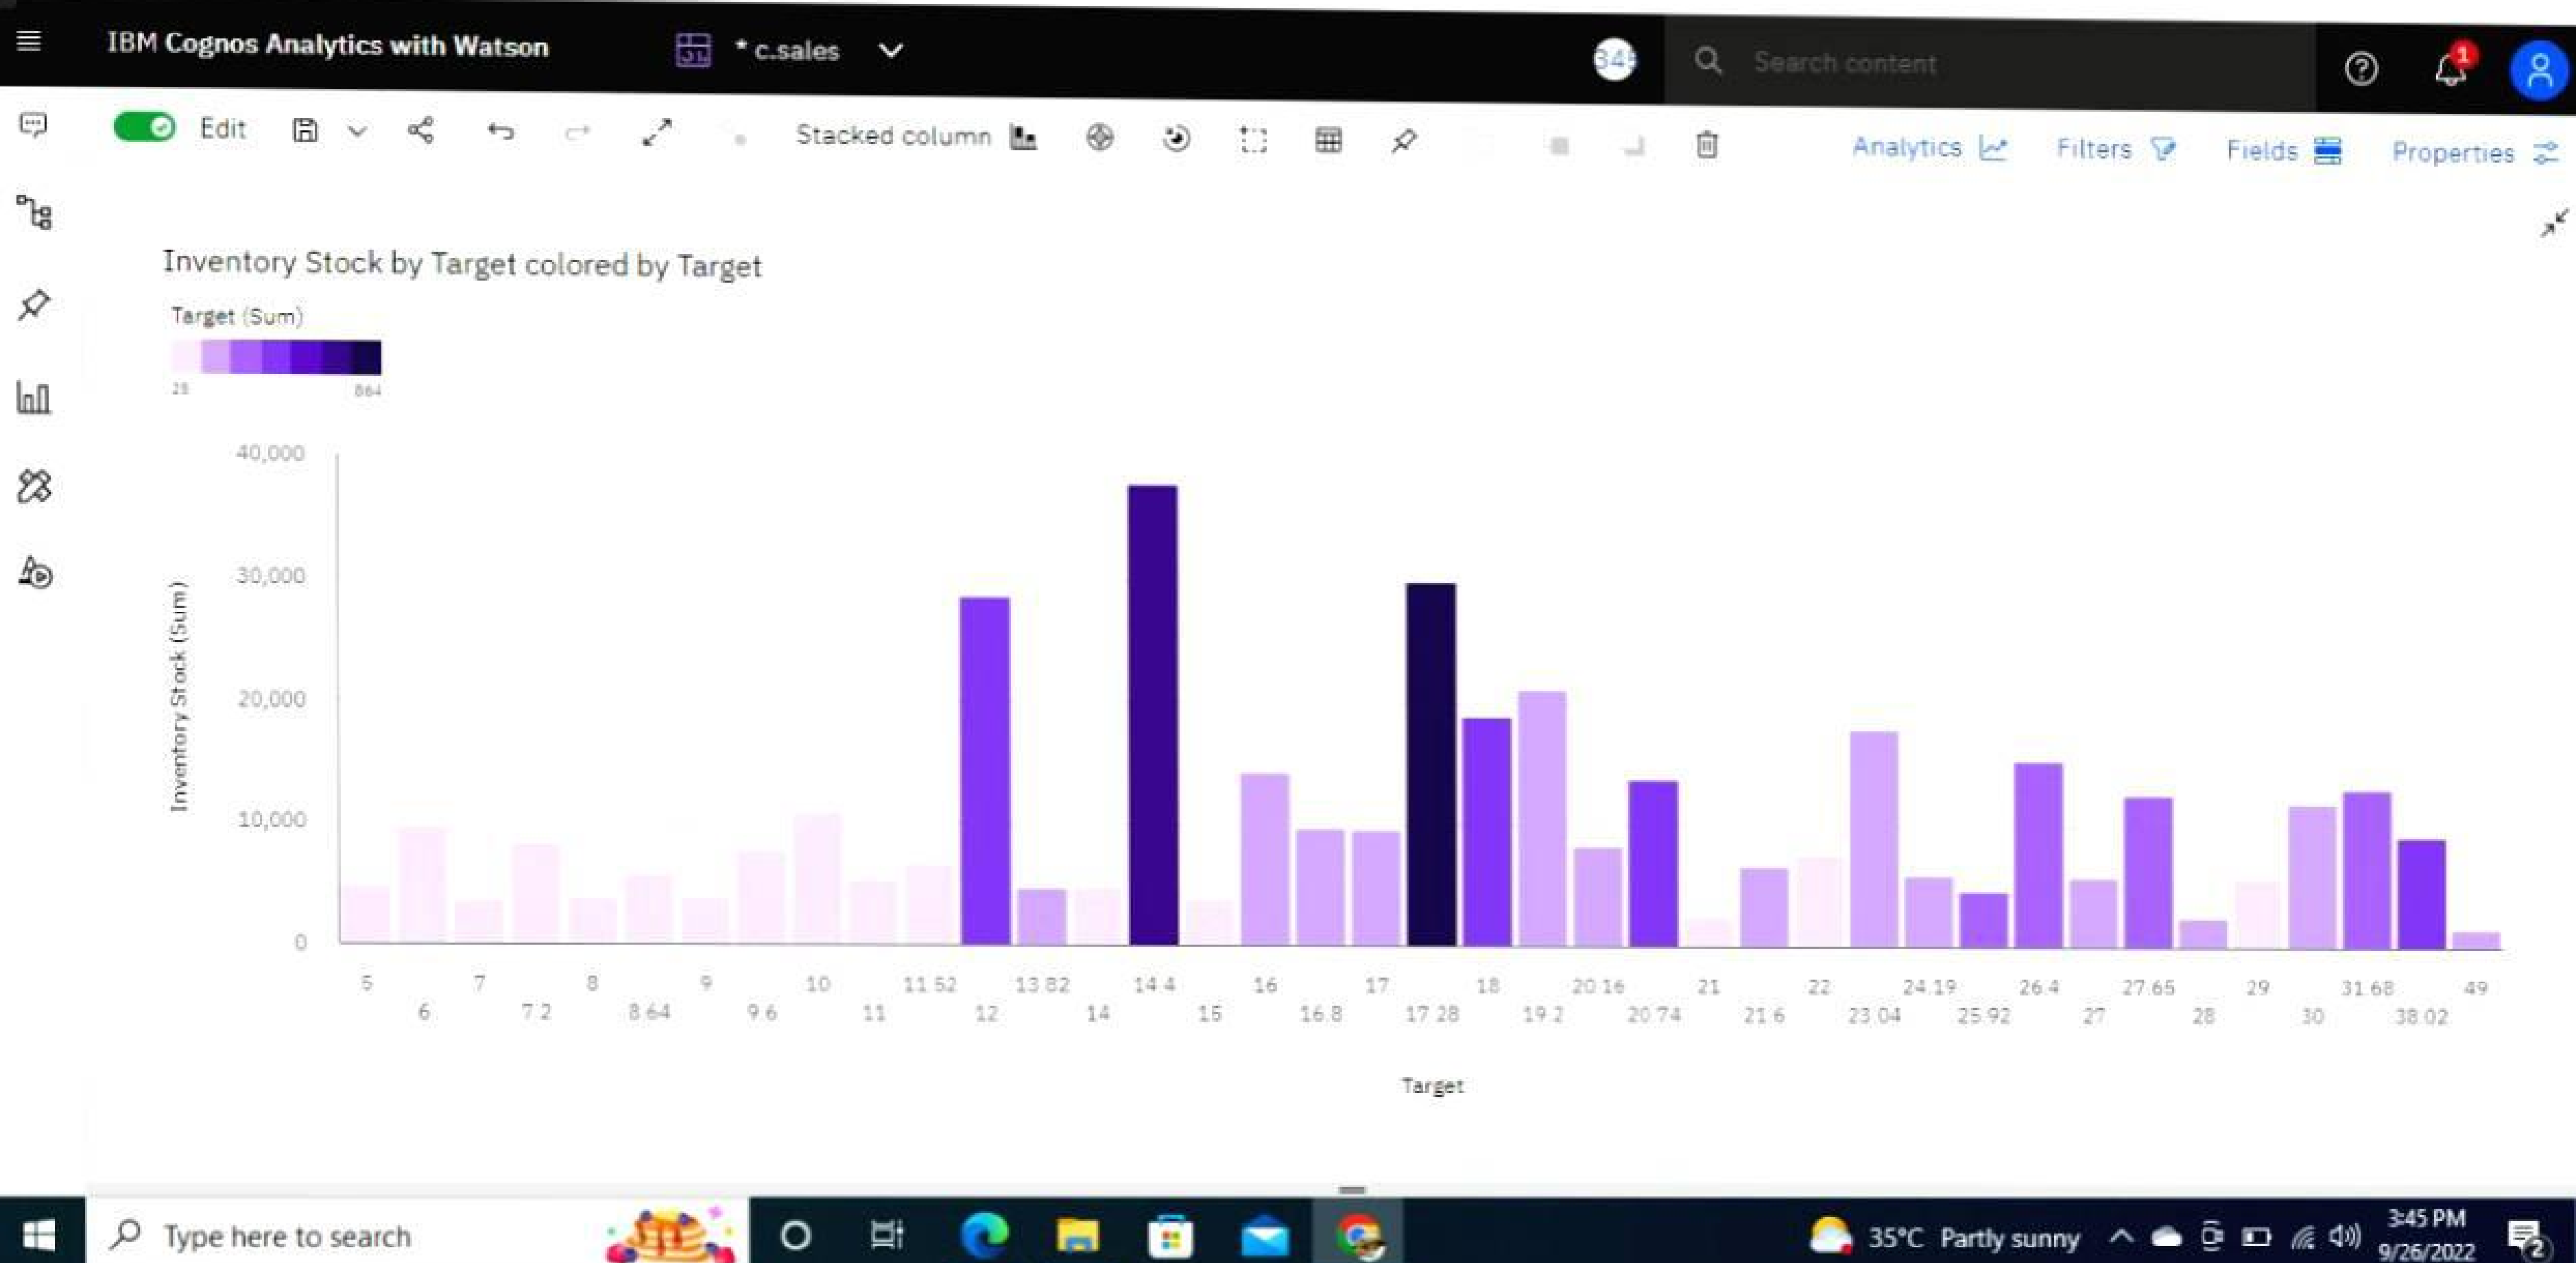 IBM Cognos Analytics with Watson
* c.sales
Search content
1
Edit
Stacked column
Analytics
Filters
Fields
Properties
Inventory Stock by Target colored by Target
Target (Sum)
864
40,000
30,000
20,000
10,000
0
Inventory Stock (Sum)
5 7 8 9 10 11 52 13 82 14 4 16 17 18 20 16 21 22 24.19 26.4 27.65 29 31 68 49
6 7 2 8 64 9 6 11 12 14 15 16.8 17 28 19 2 20 74 21 6 23 04 25.92 27 28 30 38 02
Target
Type here to search
35°C Partly sunny
3:45 PM
9/26/2022
2